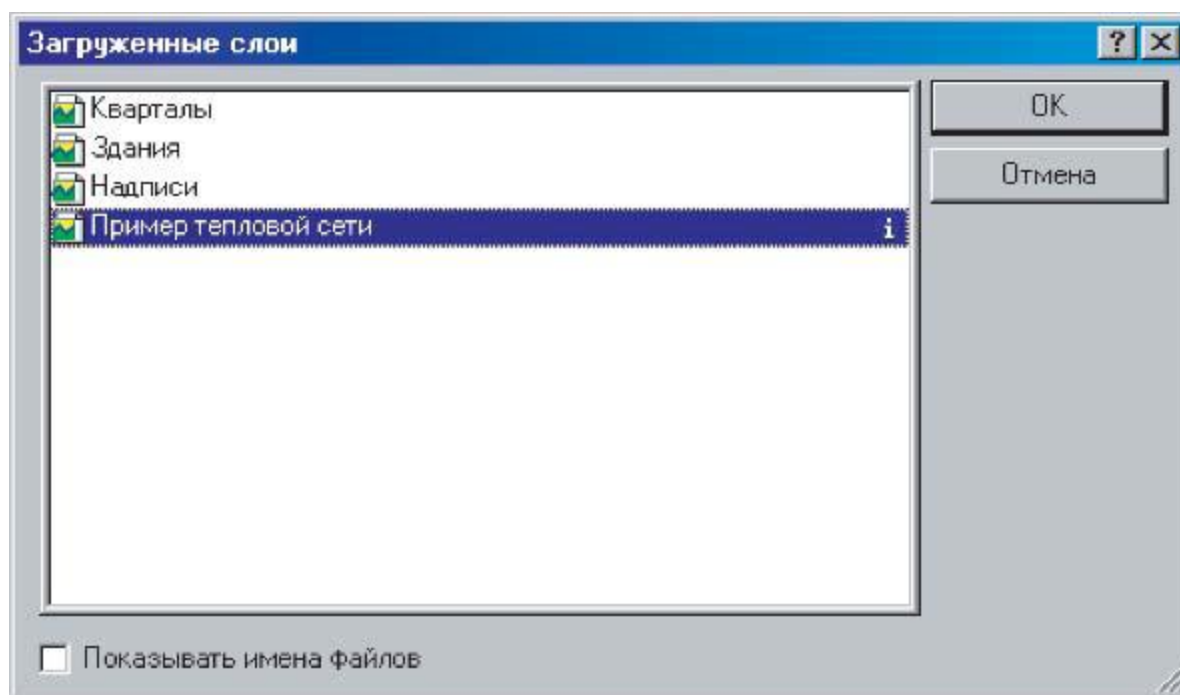 Загруженные слои
Кварталы
Здания
Надписи
Пример тепловой сети i
OK
Отмена
Показывать имена файлов